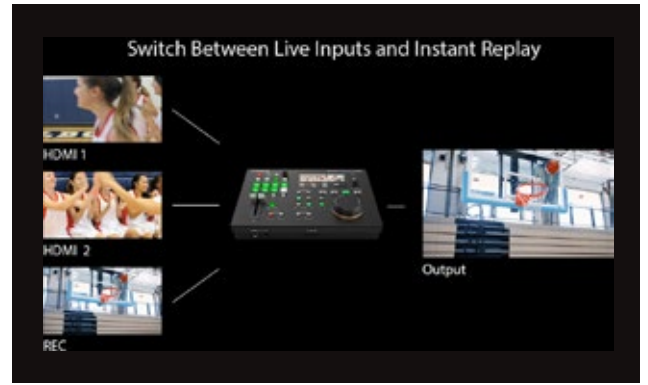 Switch Between Live Inputs and Instant Replay
HDMI 1
HDMI 2
REC
Output